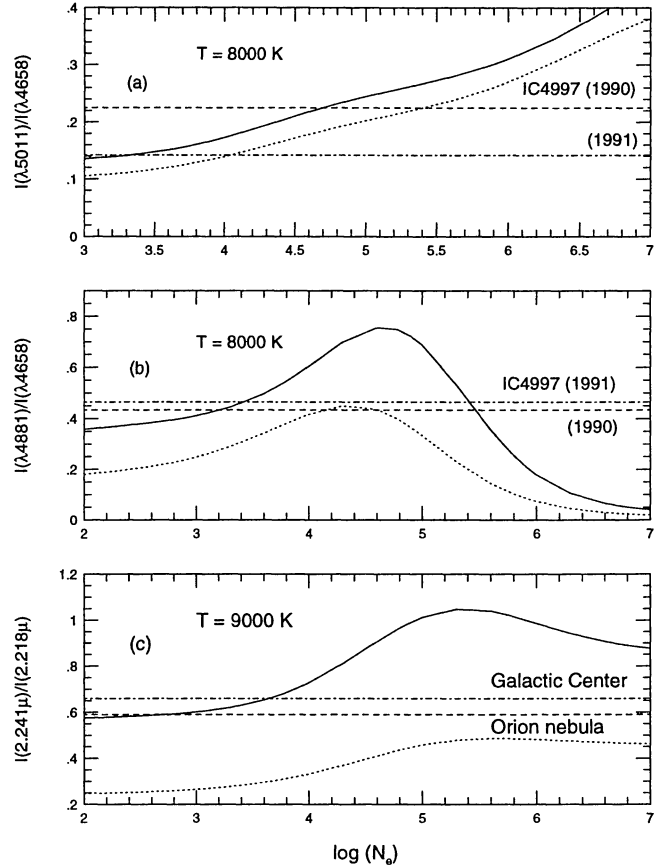 .4
.3
.2
.1
0
I(λ5011)/I(λ4658)
T = 8000 K
(a)
IC4997 (1990)
(1991)
3 3.5 4 4.5 5 5.5 6 6.5 7
.8
.6
.4
.2
0
I(λ4881)/I(λ4658)
T = 8000 K
(b)
IC4997 (1991)
(1990)
2 3 4 5 6 7
1.2
1
.8
.6
.4
.2
I(2.241μ)/I(2.218μ)
T = 9000 K
(c)
Galactic Center
Orion nebula
2 3 4 5 6 7
log (Nₑ)